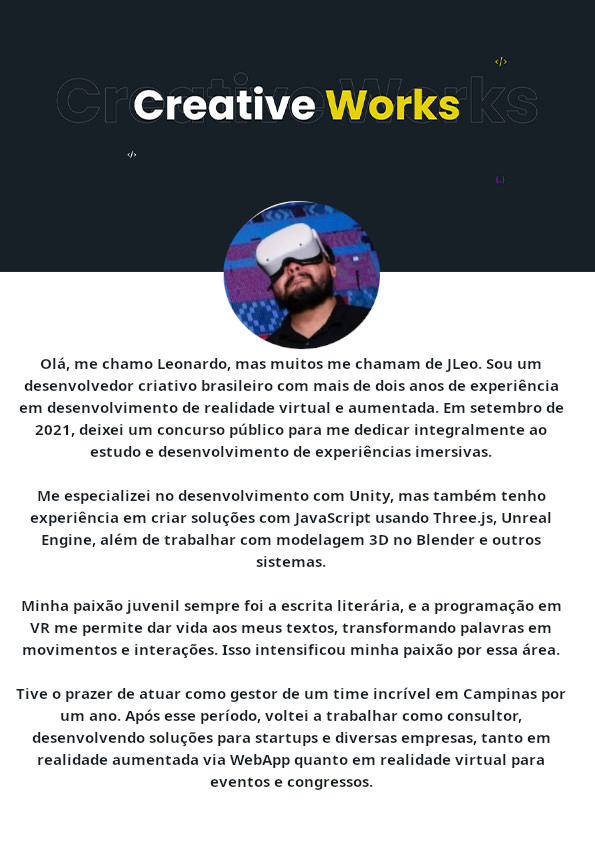 </>
Creative Works
Creative Works
</>
{..}
Olá, me chamo Leonardo, mas muitos me chamam de JLeo. Sou um
desenvolvedor criativo brasileiro com mais de dois anos de experiência
em desenvolvimento de realidade virtual e aumentada. Em setembro de
2021, deixei um concurso público para me dedicar integralmente ao
estudo e desenvolvimento de experiências imersivas.
Me especializei no desenvolvimento com Unity, mas também tenho
experiência em criar soluções com JavaScript usando Three.js, Unreal
Engine, além de trabalhar com modelagem 3D no Blender e outros
sistemas.
Minha paixão juvenil sempre foi a escrita literária, e a programação em
VR me permite dar vida aos meus textos, transformando palavras em
movimentos e interações. Isso intensificou minha paixão por essa área.
Tive o prazer de atuar como gestor de um time incrível em Campinas por
um ano. Após esse período, voltei a trabalhar como consultor,
desenvolvendo soluções para startups e diversas empresas, tanto em
realidade aumentada via WebApp quanto em realidade virtual para
eventos e congressos.